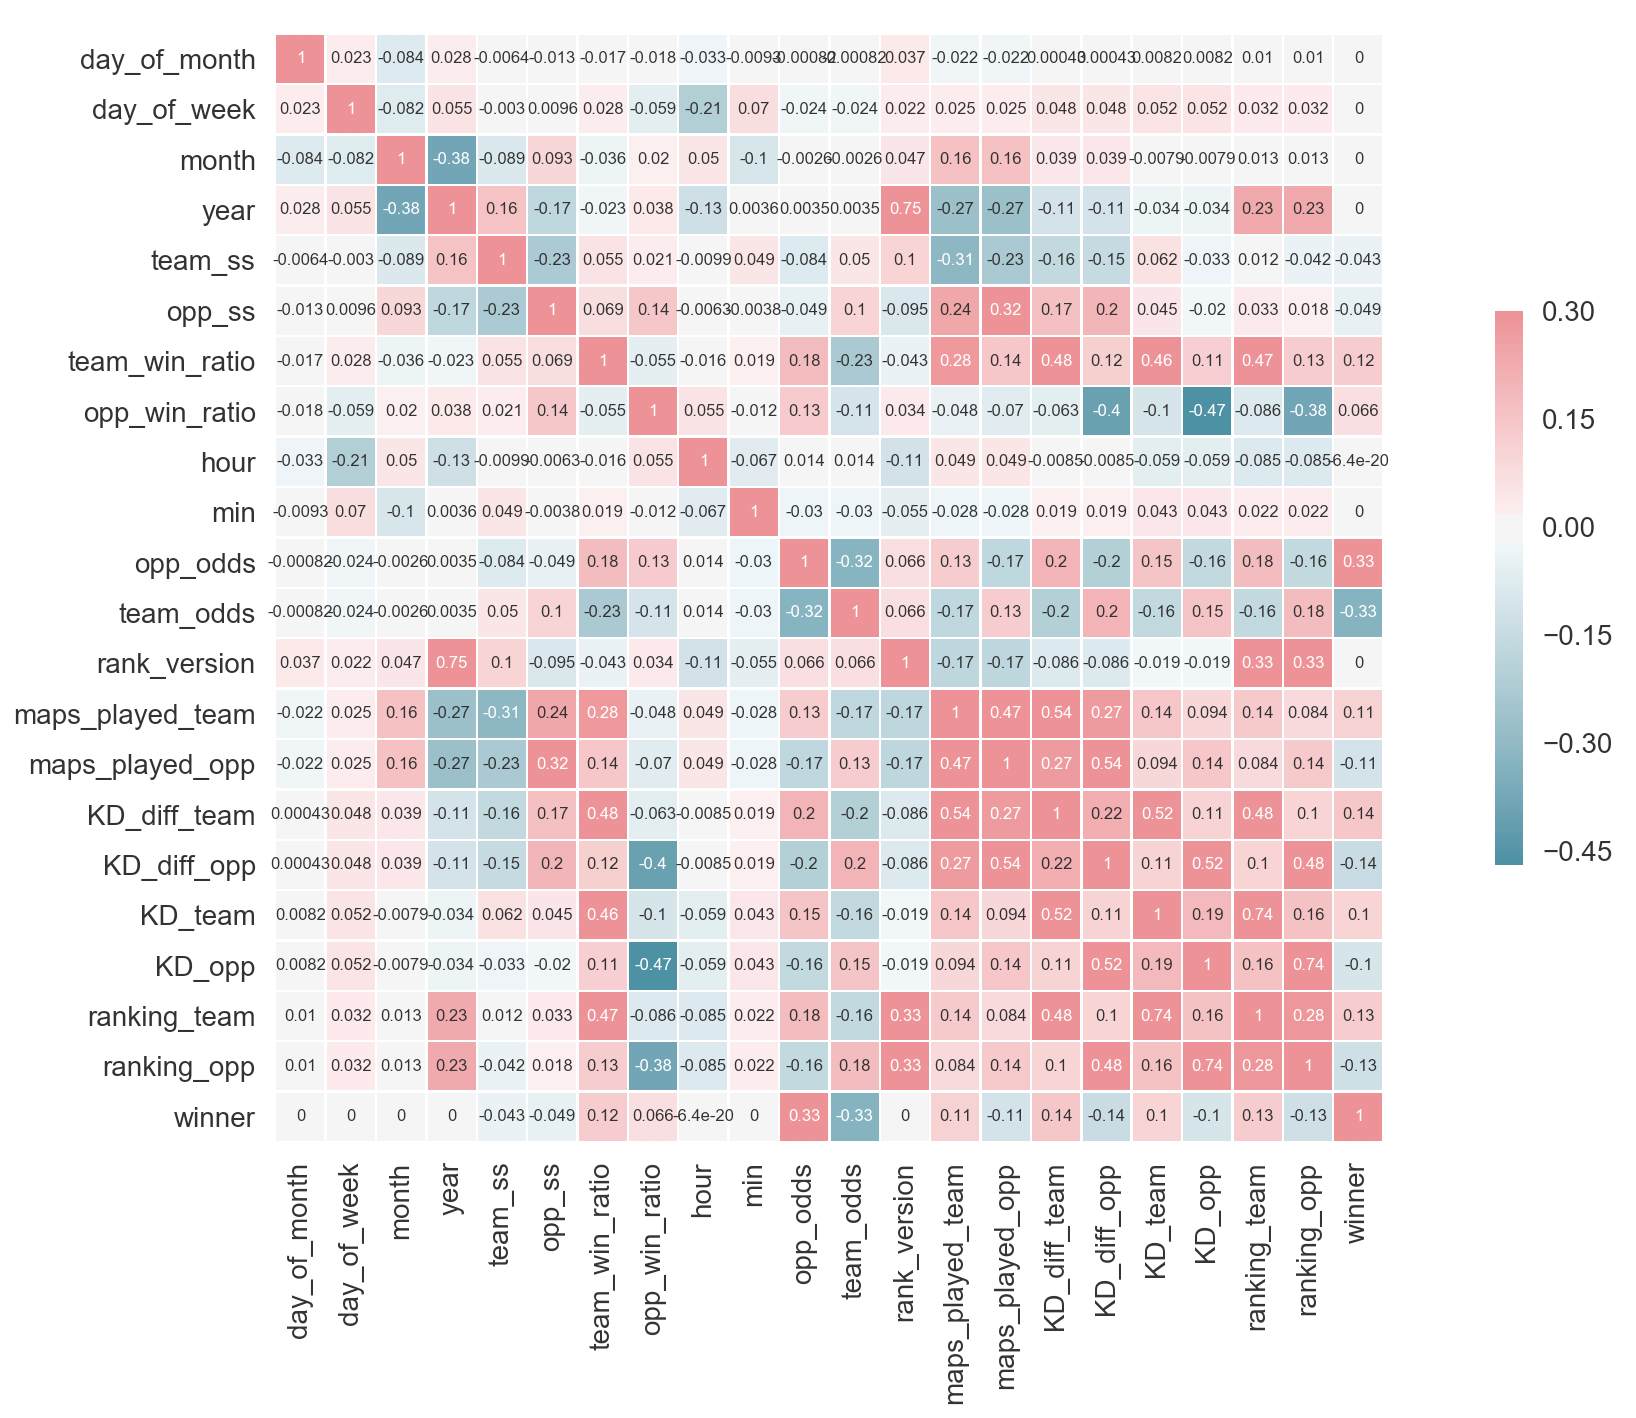 day_of_month 1 0.023 -0.084 0.028 -0.0064 -0.013 -0.017 -0.018 -0.033 -0.0093 -0.00082 -0.00082 0.037 -0.022 -0.022 0.00043 0.00043 0.0082 0.0082 0.01 0.01 0
day_of_week 0.023 1 -0.082 0.055 -0.003 0.0096 0.028 -0.059 -0.21 0.07 -0.024 -0.024 0.022 0.025 0.025 0.048 0.048 0.052 0.052 0.032 0.032 0
month -0.084 -0.082 1 -0.38 -0.089 0.093 -0.036 0.02 0.05 -0.1 -0.0026 -0.0026 0.047 0.16 0.16 0.039 0.039 -0.0079 -0.0079 0.013 0.013 0
year 0.028 0.055 -0.38 1 0.16 -0.17 -0.023 0.038 -0.13 0.0036 0.0035 0.0035 0.75 -0.27 -0.27 -0.11 -0.11 -0.034 -0.034 0.23 0.23 0
team_ss -0.0064 -0.003 -0.089 0.16 1 -0.23 0.055 0.021 -0.0099 0.049 -0.084 0.05 0.1 -0.31 -0.23 -0.16 -0.15 0.062 -0.033 0.012 -0.042 -0.043
opp_ss -0.013 0.0096 0.093 -0.17 -0.23 1 0.069 0.14 -0.0063 -0.0038 -0.049 0.1 -0.095 0.24 0.32 0.17 0.2 0.045 -0.02 0.033 0.018 -0.049
team_win_ratio -0.017 0.028 -0.036 -0.023 0.055 0.069 1 -0.055 -0.016 0.019 0.18 -0.23 -0.043 0.28 0.14 0.48 0.12 0.46 0.11 0.47 0.13 0.12
opp_win_ratio -0.018 -0.059 0.02 0.038 0.021 0.14 -0.055 1 0.055 -0.012 0.13 -0.11 0.034 -0.048 -0.07 -0.063 -0.4 -0.1 -0.47 -0.086 -0.38 0.066
hour -0.033 -0.21 0.05 -0.13 -0.0099 -0.0063 -0.016 0.055 1 -0.067 0.014 0.014 -0.11 0.049 0.049 -0.0085 -0.0085 -0.059 -0.059 -0.085 -0.085 -6.4e-20
min -0.0093 0.07 -0.1 0.0036 0.049 -0.0038 0.019 -0.012 -0.067 1 -0.03 -0.03 -0.055 -0.028 -0.028 0.019 0.019 0.043 0.043 0.022 0.022 0
opp_odds -0.00082 -0.024 -0.0026 0.0035 -0.084 -0.049 0.18 0.13 0.014 -0.03 1 -0.32 0.066 0.13 -0.17 0.2 -0.2 0.15 -0.16 0.18 -0.16 0.33
team_odds -0.00082 -0.024 -0.0026 0.0035 0.05 0.1 -0.23 -0.11 0.014 -0.03 -0.32 1 0.066 -0.17 0.13 -0.2 0.2 -0.16 0.15 -0.16 0.18 -0.33
rank_version 0.037 0.022 0.047 0.75 0.1 -0.095 -0.043 0.034 -0.11 -0.055 0.066 0.066 1 -0.17 -0.17 -0.086 -0.086 -0.019 -0.019 0.33 0.33 0
maps_played_team -0.022 0.025 0.16 -0.27 -0.31 0.24 0.28 -0.048 0.049 -0.028 0.13 -0.17 -0.17 1 0.47 0.54 0.27 0.14 0.094 0.14 0.084 0.11
maps_played_opp -0.022 0.025 0.16 -0.27 -0.23 0.32 0.14 -0.07 0.049 -0.028 -0.17 0.13 -0.17 0.47 1 0.27 0.54 0.094 0.14 0.084 0.14 -0.11
KD_diff_team 0.00043 0.048 0.039 -0.11 -0.16 0.17 0.48 -0.063 -0.0085 0.019 0.2 -0.2 -0.086 0.54 0.27 1 0.22 0.52 0.11 0.48 0.1 0.14
KD_diff_opp 0.00043 0.048 0.039 -0.11 -0.15 0.2 0.12 -0.4 -0.0085 0.019 -0.2 0.2 -0.086 0.27 0.54 0.22 1 0.11 0.52 0.1 0.48 -0.14
KD_team 0.0082 0.052 -0.0079 -0.034 0.062 0.045 0.46 -0.1 -0.059 0.043 0.15 -0.16 -0.019 0.14 0.094 0.52 0.11 1 0.19 0.74 0.16 0.1
KD_opp 0.0082 0.052 -0.0079 -0.034 -0.033 -0.02 0.11 -0.47 -0.059 0.043 -0.16 0.15 -0.019 0.094 0.14 0.11 0.52 0.19 1 0.16 0.74 -0.1
ranking_team 0.01 0.032 0.013 0.23 0.012 0.033 0.47 -0.086 -0.085 0.022 0.18 -0.16 0.33 0.14 0.084 0.48 0.1 0.74 0.16 1 0.28 0.13
ranking_opp 0.01 0.032 0.013 0.23 -0.042 0.018 0.13 -0.38 -0.085 0.022 -0.16 0.18 0.33 0.084 0.14 0.1 0.48 0.16 0.74 0.28 1 -0.13
winner 0 0 0 0 -0.043 -0.049 0.12 0.066 -6.4e-20 0 0.33 -0.33 0 0.11 -0.11 0.14 -0.14 0.1 -0.1 0.13 -0.13 1
day_of_month
day_of_week
month
year
team_ss
opp_ss
team_win_ratio
opp_win_ratio
hour
min
opp_odds
team_odds
rank_version
maps_played_team
maps_played_opp
KD_diff_team
KD_diff_opp
KD_team
KD_opp
ranking_team
ranking_opp
winner
0.30
0.15
0.00
−0.15
−0.30
−0.45